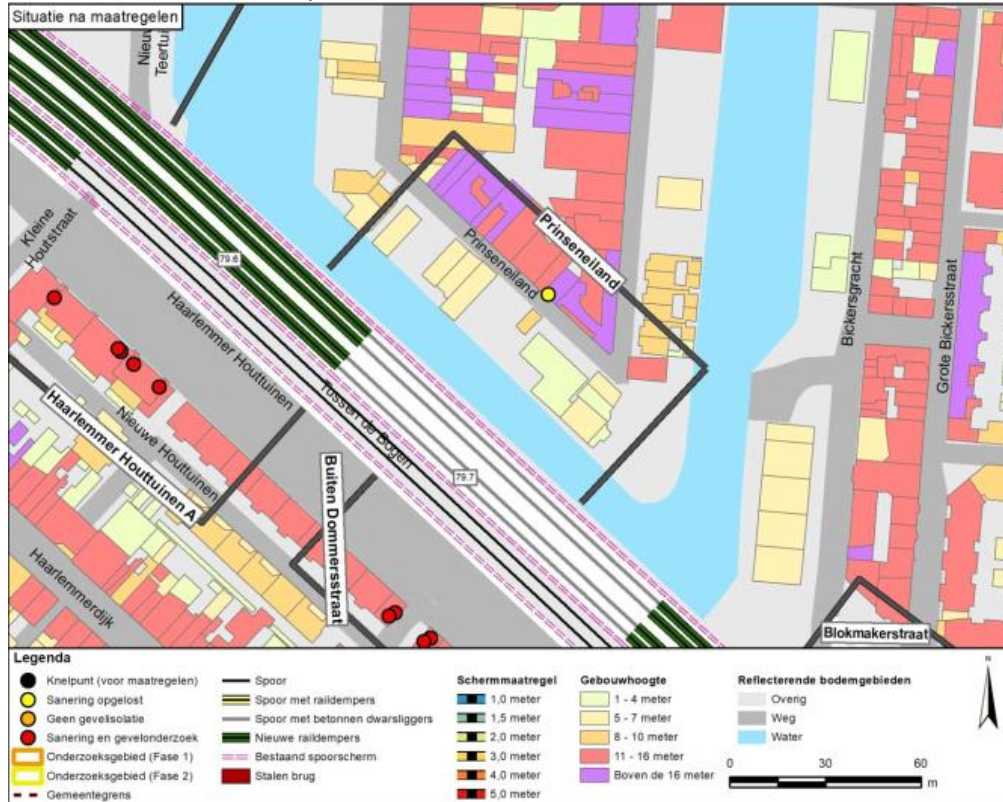 Situatie na maatregelen
Teertui
Kleine
Houtstraat
79.6
Haarlemmer Houttuinen
Prinseneiland
Prinseneiland
Bickersgracht
Grote Bickersstraat
Tussen de Bogen
79.7
Nieuwe Houttuinen
Haarlemmer Houttuinen A
Buiten Dommersstraat
Haarlemmerdijk
Blokmakerstraat
Legenda
Knelpunt (voor maatregelen)
Sanering opgelost
Geen gevelisolatie
Sanering en gevelonderzoek
Onderzoeksgebied (Fase 1)
Onderzoeksgebied (Fase 2)
Gemeentegrens
Spoor
Spoor met raildempers
Spoor met betonnen dwarsliggers
Nieuwe raildempers
Bestaand spoorscherm
Stalen brug
Schermmaatregel
1,0 meter
1,5 meter
2,0 meter
3,0 meter
4,0 meter
5,0 meter
Gebouwhoogte
1 - 4 meter
5 - 7 meter
8 - 10 meter
11 - 16 meter
Boven de 16 meter
Reflecterende bodemgebieden
Overig
Weg
Water
N
0 30 60
m